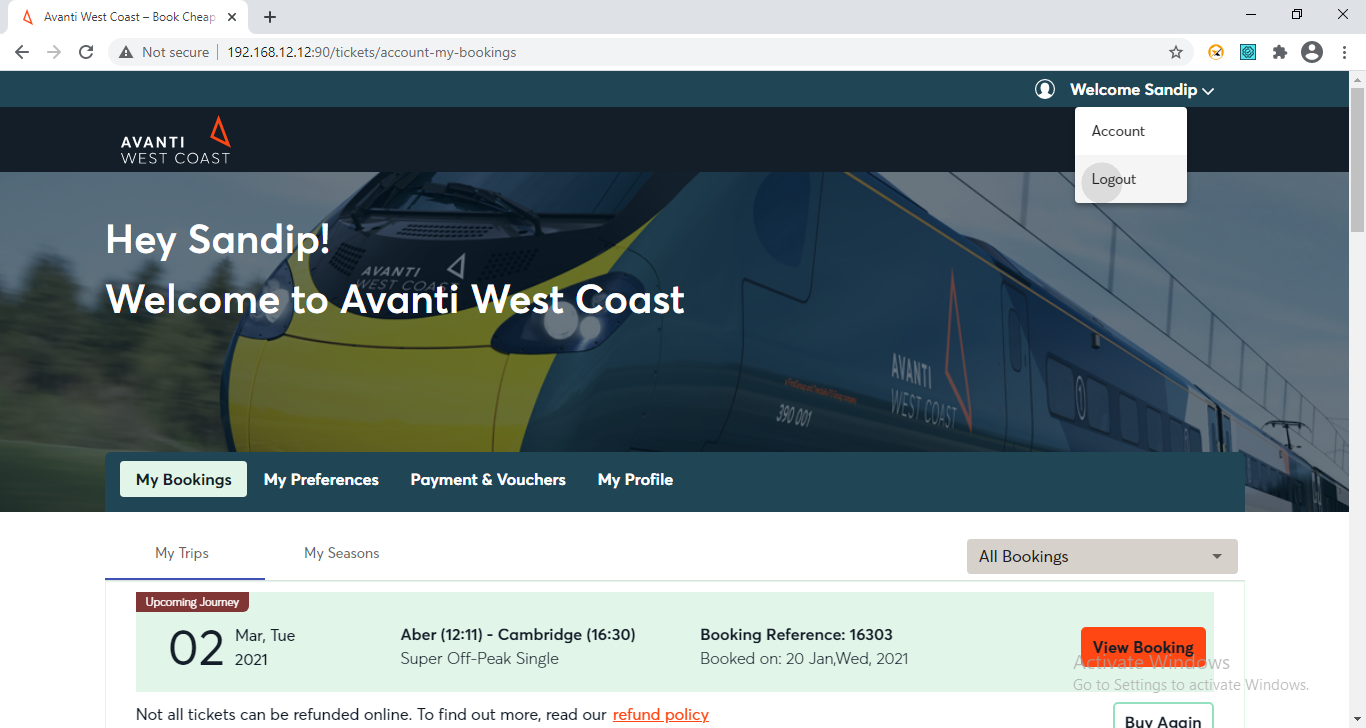 Avanti West Coast – Book Cheap
Not secure
192.168.12.12:90/tickets/account-my-bookings
Welcome Sandip
Account
Logout
AVANTI
WEST COAST
Hey Sandip!
Welcome to Avanti West Coast
AVANTI
WEST COAST
AVANTI
WEST COAST
390 001
My Bookings
My Preferences
Payment & Vouchers
My Profile
My Trips
My Seasons
All Bookings
Upcoming Journey
02
Mar, Tue
2021
Aber (12:11) - Cambridge (16:30)
Super Off-Peak Single
Booking Reference: 16303
Booked on: 20 Jan,Wed, 2021
View Booking
Activate Windows
Go to Settings to activate Windows.
Not all tickets can be refunded online. To find out more, read our refund policy
Buy Again